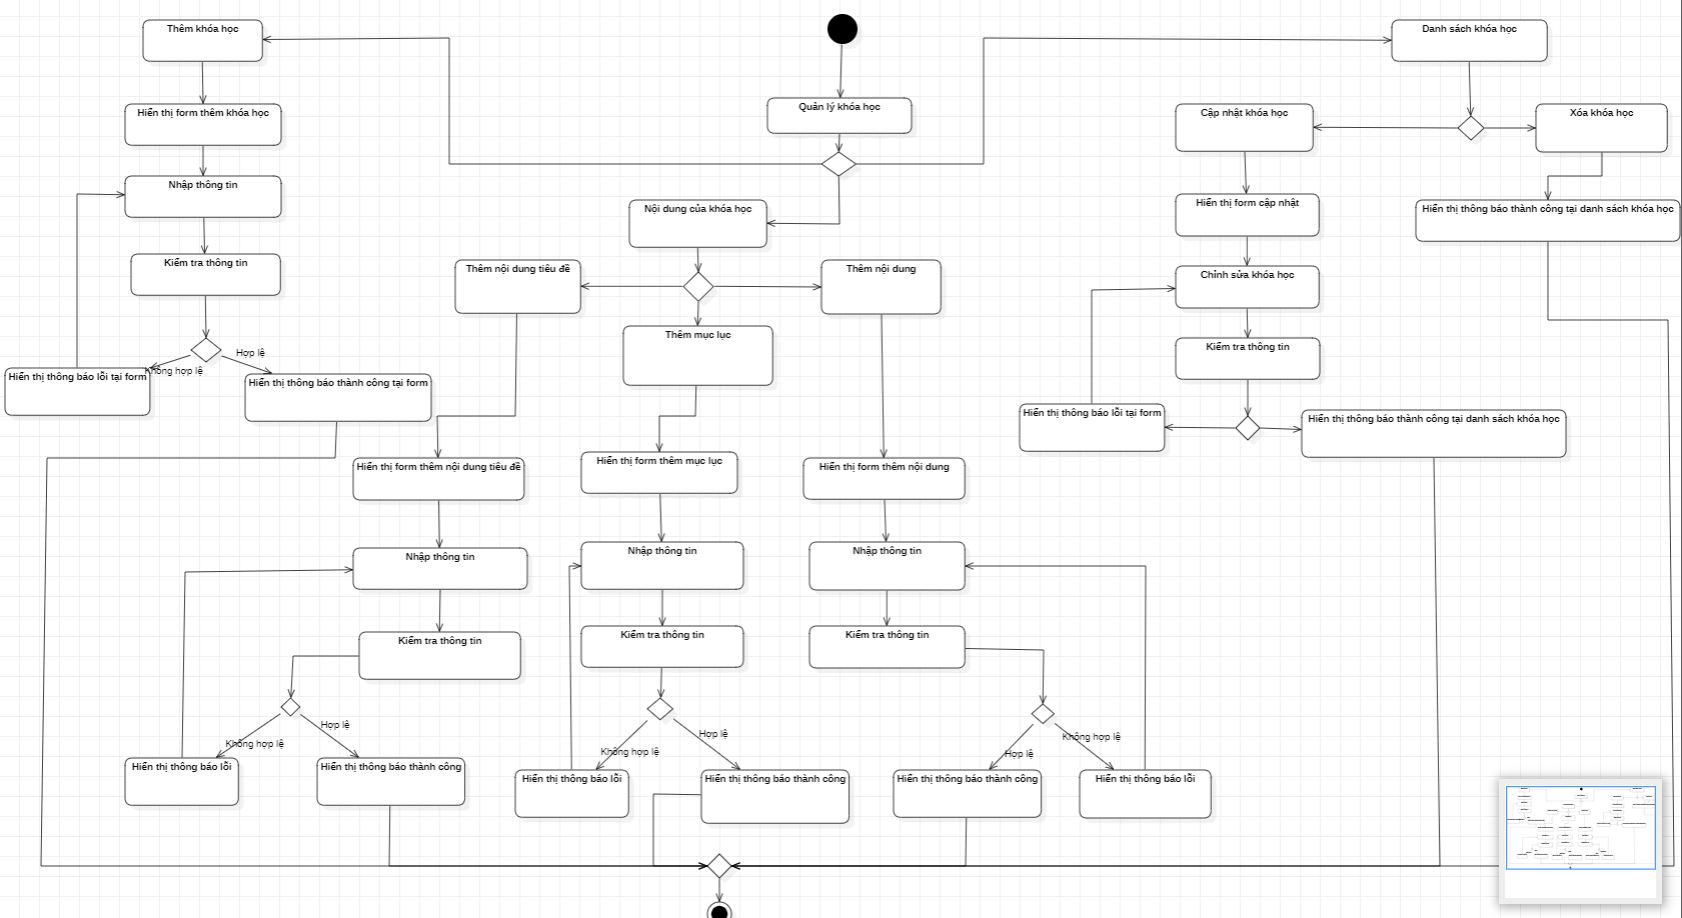 Thêm khóa học
Danh sách khóa học
Quản lý khóa học
Hiển thị form thêm khóa học
Cập nhật khóa học
Xóa khóa học
Nhập thông tin
Nội dung của khóa học
Hiển thị form cập nhật
Hiển thị thông báo thành công tại danh sách khóa học
Kiểm tra thông tin
Thêm nội dung tiêu đề
Thêm nội dung
Chỉnh sửa khóa học
Thêm mục lục
Kiểm tra thông tin
Hợp lệ
Không hợp lệ
Hiển thị thông báo lỗi tại form
Hiển thị thông báo thành công tại form
Hiển thị thông báo lỗi tại form
Hiển thị thông báo thành công tại danh sách khóa học
Hiển thị form thêm nội dung tiêu đề
Hiển thị form thêm mục lục
Hiển thị form thêm nội dung
Nhập thông tin
Nhập thông tin
Nhập thông tin
Kiểm tra thông tin
Kiểm tra thông tin
Kiểm tra thông tin
Hợp lệ
Không hợp lệ
Hợp lệ
Không hợp lệ
Không hợp lệ
Hợp lệ
Hiển thị thông báo lỗi
Hiển thị thông báo thành công
Hiển thị thông báo lỗi
Hiển thị thông báo thành công
Hiển thị thông báo thành công
Hiển thị thông báo lỗi